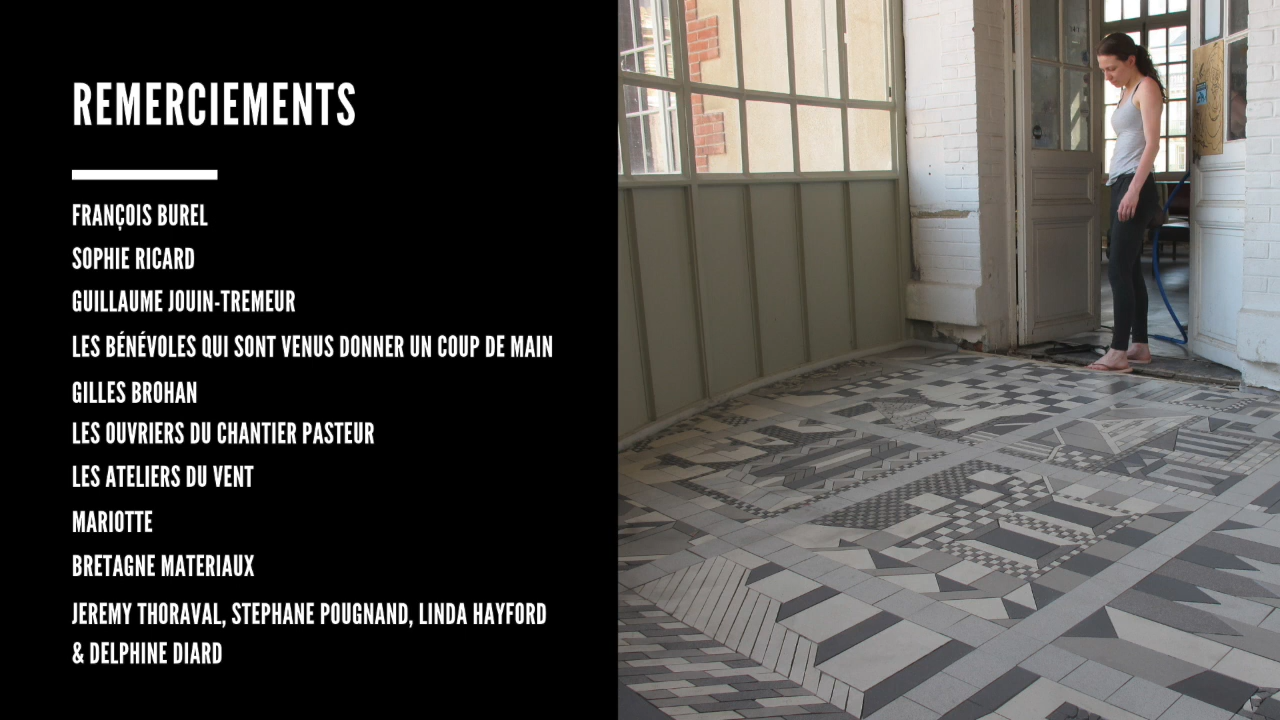 REMERCIEMENTS
FRANÇOIS BUREL
SOPHIE RICARD
GUILLAUME JOUIN-TREMEUR
LES BÉNÉVOLES QUI SONT VENUS DONNER UN COUP DE MAIN
GILLES BROHAN
LES OUVRIERS DU CHANTIER PASTEUR
LES ATELIERS DU VENT
MARIOTTE
BRETAGNE MATERIAUX
JEREMY THORAVAL, STEPHANE POUGNAND, LINDA HAYFORD
& DELPHINE DIARD